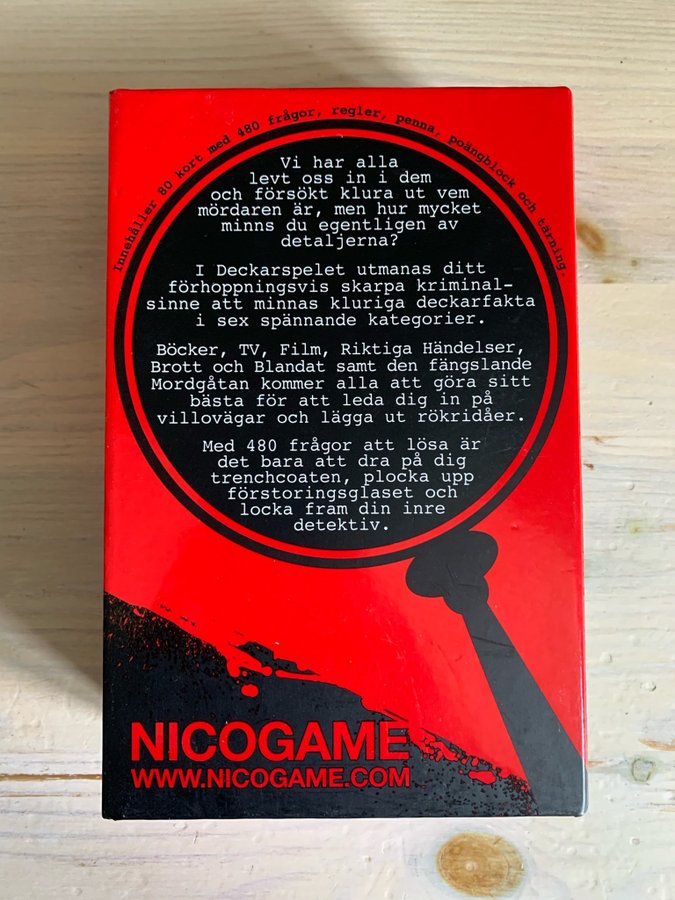 Innehåller 80 kort med 480 frågor, regler, penna, poängblock och tärning.
Vi har alla
levt oss in i dem
och försökt klura ut vem
mördaren är, men hur mycket
minns du egentligen av
detaljerna?
I Deckarspelet utmanas ditt
förhoppningsvis skarpa kriminal-
sinne att minnas kluriga deckarfakta
i sex spännande kategorier.
Böcker, TV, Film, Riktiga Händelser,
Brott och Blandat samt den fängslande
Mordgåtan kommer alla att göra sitt
bästa för att leda dig in på
villovägar och lägga ut rökridåer.
Med 480 frågor att lösa är
det bara att dra på dig
trenchcoaten, plocka upp
förstoringsglaset och
locka fram din inre
detektiv.
NICOGAME
WWW.NICOGAME.COM